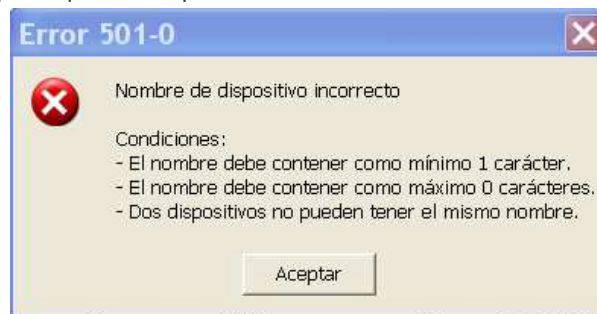 Error 501-0
Nombre de dispositivo incorrecto
Condiciones:
- El nombre debe contener como mínimo 1 carácter.
- El nombre debe contener como máximo 0 carácteres.
- Dos dispositivos no pueden tener el mismo nombre.
Aceptar